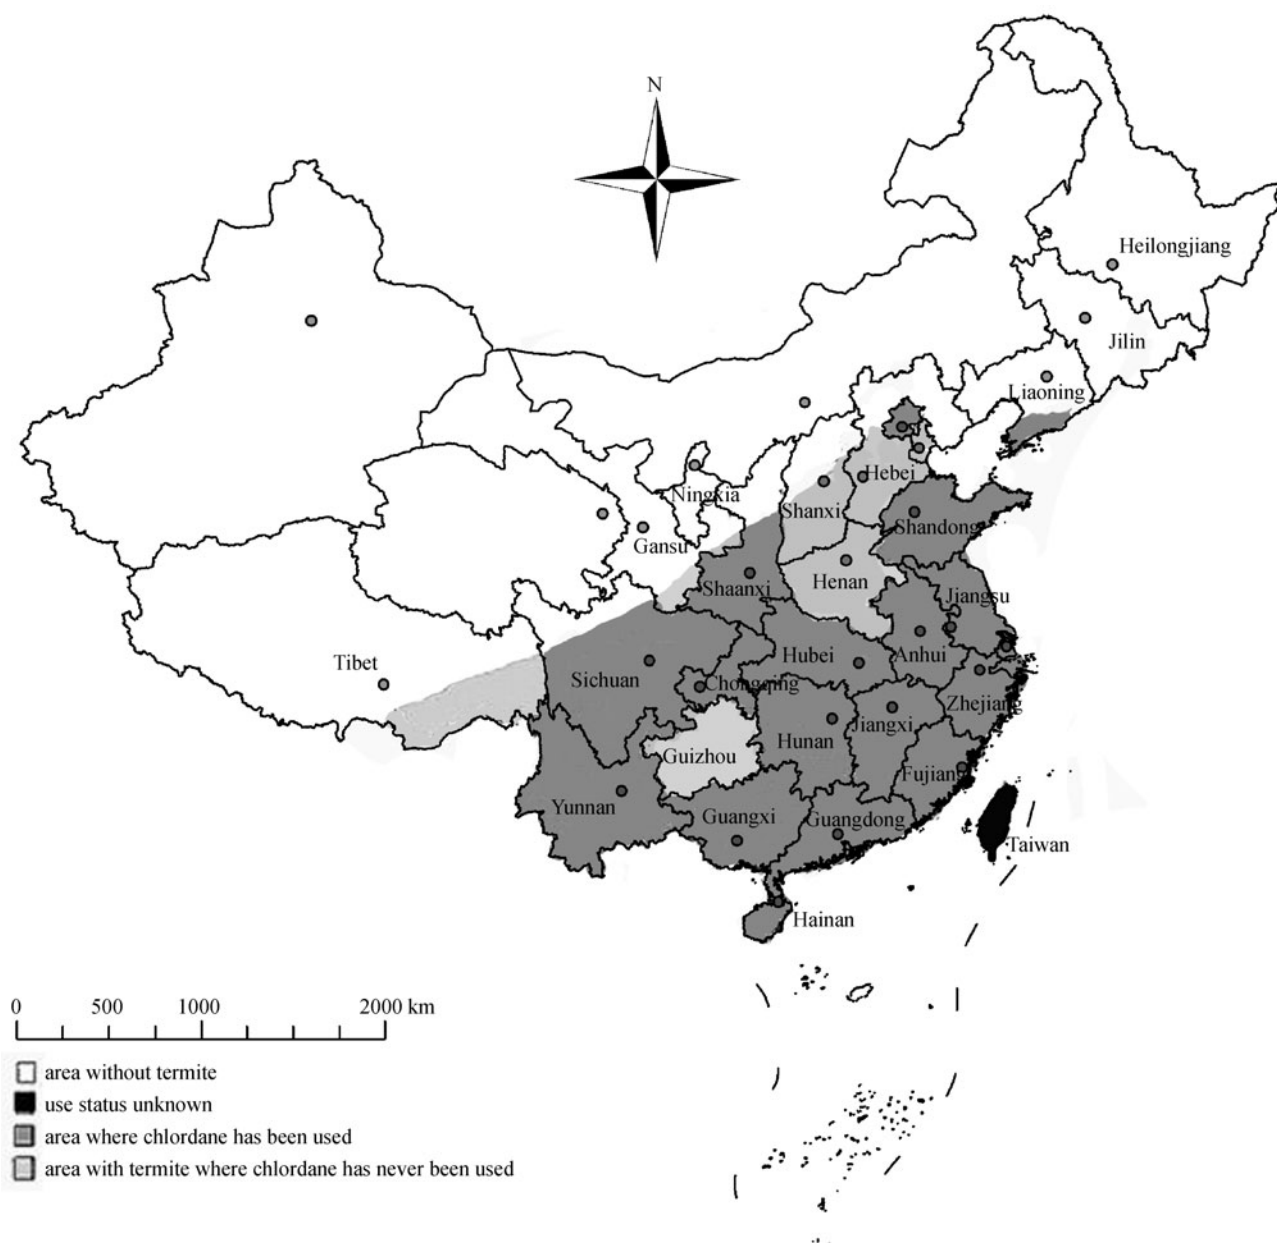 N
Heilongjiang
Jilin
Liaoning
Hebei
Ningxia
Shanxi
Shandong
Gansu
Henan
Shaanxi
Jiangsu
Tibet
Hubei
Anhui
Sichuan
Chongqing
Zhejiang
Jiangxi
Hunan
Guizhou
Fujiang
Yunnan
Guangxi
Guangdong
Taiwan
Hainan
0 500 1000 2000 km
area without termite
use status unknown
area where chlordane has been used
area with termite where chlordane has never been used